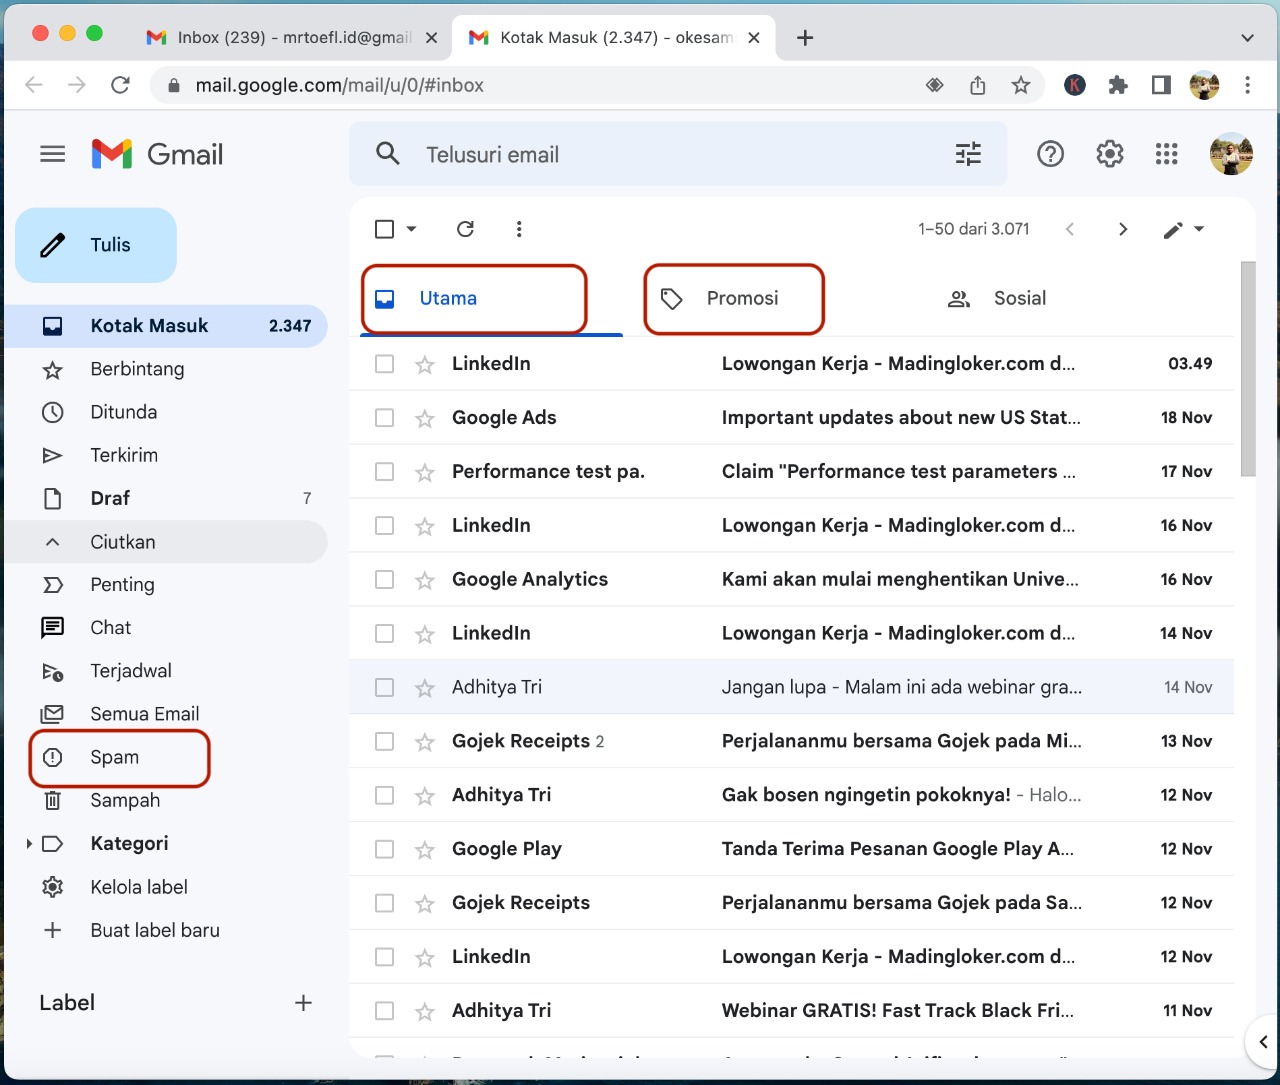 Inbox (239) - mrtoefl.id@gmail
Kotak Masuk (2.347) - okesam
mail.google.com/mail/u/0/#inbox
K
Gmail
Telusuri email
Tulis
1–50 dari 3.071
Utama
Promosi
Sosial
Kotak Masuk 2.347
Berbintang
Ditunda
Terkirim
Draf 7
Ciutkan
Penting
Chat
Terjadwal
Semua Email
Spam
Sampah
Kategori
Kelola label
Buat label baru
Label
LinkedIn Lowongan Kerja - Madingloker.com d... 03.49
Google Ads Important updates about new US Stat... 18 Nov
Performance test pa. Claim "Performance test parameters ... 17 Nov
LinkedIn Lowongan Kerja - Madingloker.com d... 16 Nov
Google Analytics Kami akan mulai menghentikan Unive... 16 Nov
LinkedIn Lowongan Kerja - Madingloker.com d... 14 Nov
Adhitya Tri Jangan lupa - Malam ini ada webinar gra... 14 Nov
Gojek Receipts 2 Perjalananmu bersama Gojek pada Mi... 13 Nov
Adhitya Tri Gak bosen ngingetin pokoknya! - Halo... 12 Nov
Google Play Tanda Terima Pesanan Google Play A... 12 Nov
Gojek Receipts Perjalananmu bersama Gojek pada Sa... 12 Nov
LinkedIn Lowongan Kerja - Madingloker.com d... 12 Nov
Adhitya Tri Webinar GRATIS! Fast Track Black Fri... 11 Nov